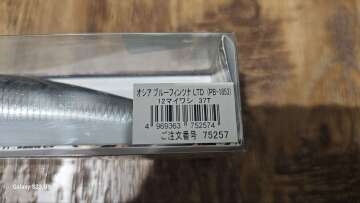 オシア ブルーフィンツナ LTD (PB-105J)
12マイワシ 37T
4 969363 752574
ご注文番号 75257
Galaxy S23 Ultra